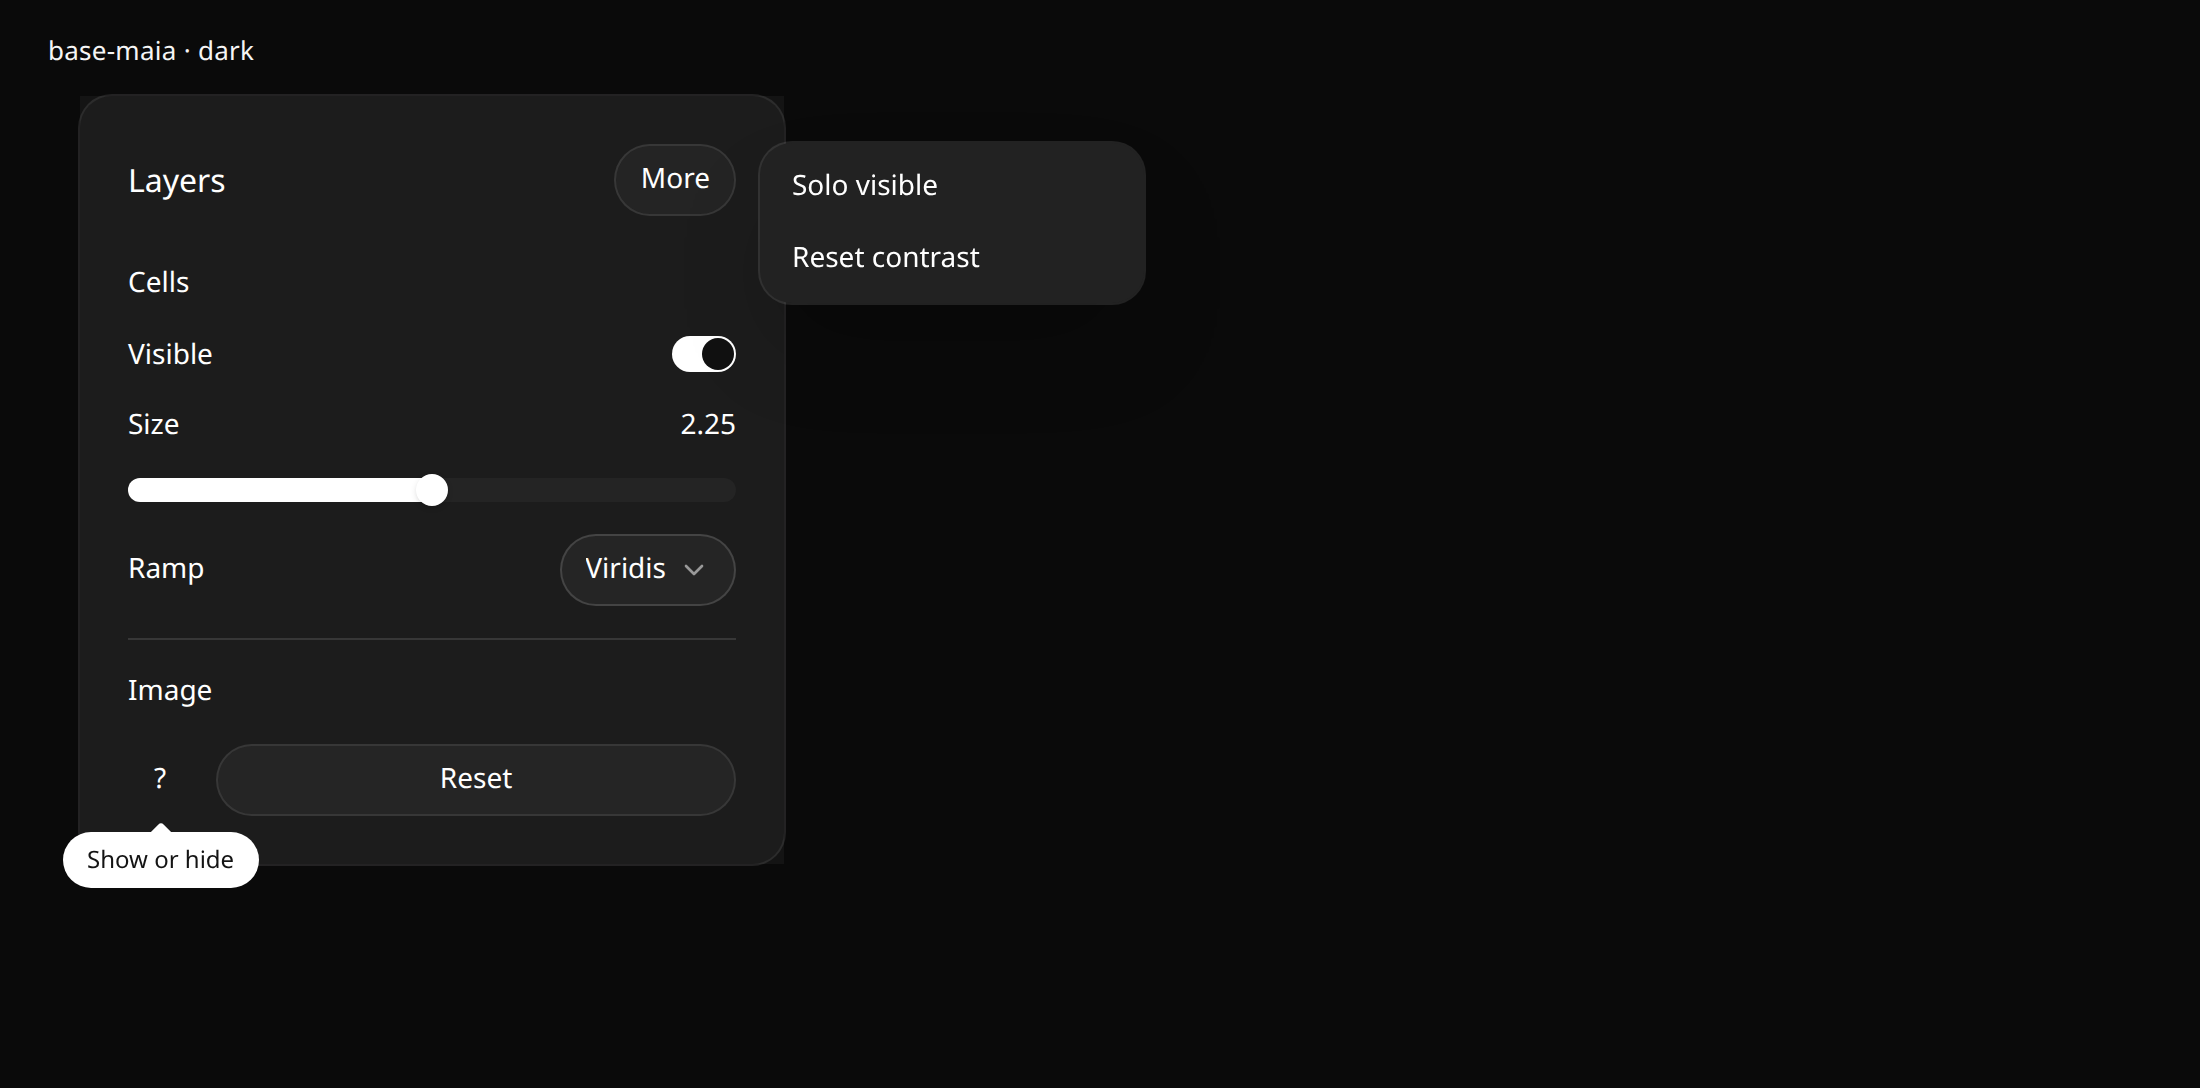 base-maia · dark
Layers
More
Solo visible
Reset contrast
Cells
Visible
Size
2.25
Ramp
Viridis
Image
?
Reset
Show or hide